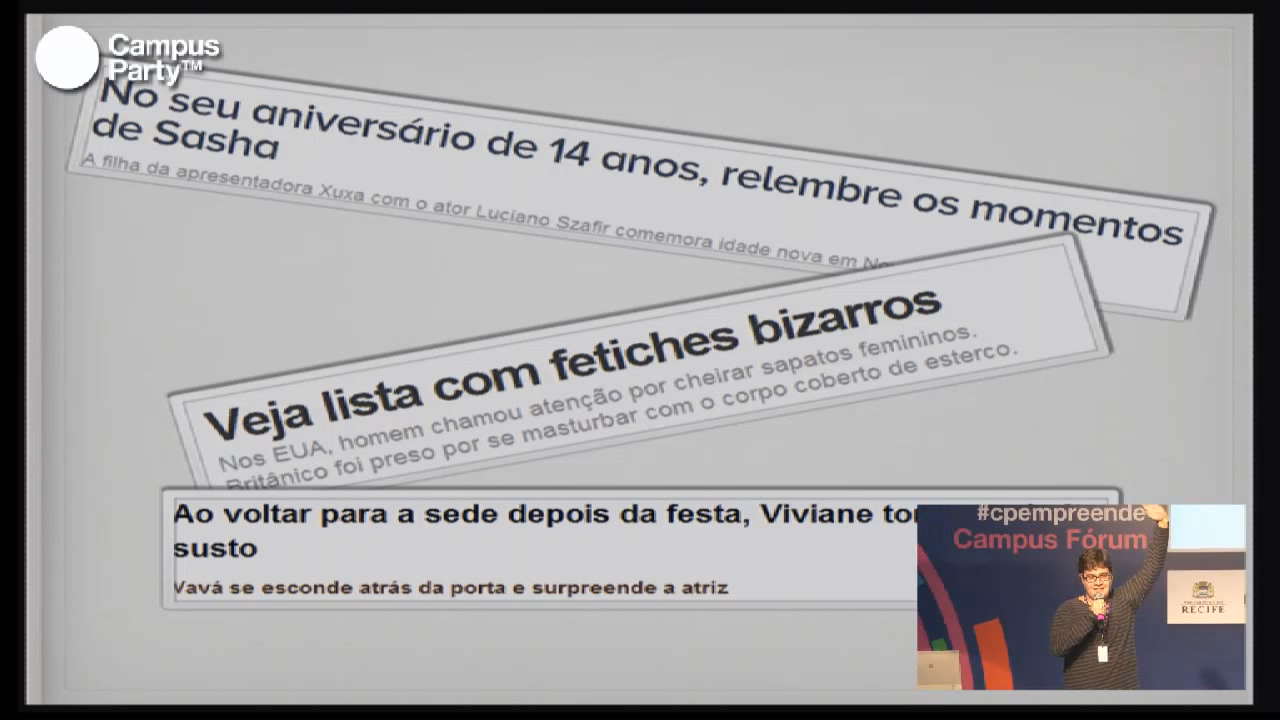 Campus
Party™
No seu aniversário de 14 anos, relembre os momentos
de Sasha
A filha da apresentadora Xuxa com o ator Luciano Szafir comemora idade nova em
Veja lista com fetiches bizarros
Nos EUA, homem chamou atenção por cheirar sapatos femininos.
Britânico foi preso por se masturbar com o corpo coberto de esterco.
Ao voltar para a sede depois da festa, Viviane
susto
Vavá se esconde atrás da porta e surpreende a atriz
#cpempreende
Campus Fórum
RECIFE